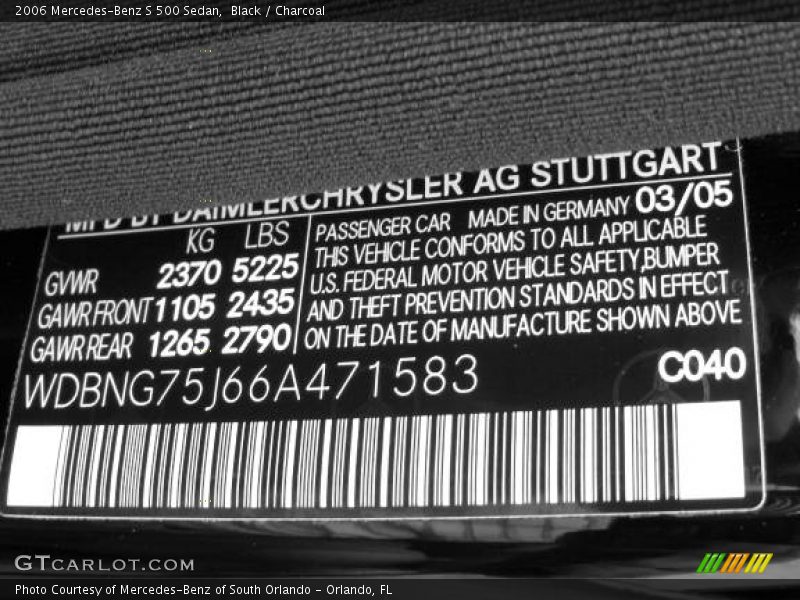 2006 Mercedes-Benz S 500 Sedan, Black / Charcoal
MFD BY DAIMLERCHRYSLER AG STUTTGART
KG LBS
GVWR 2370 5225
GAWR FRONT 1105 2435
GAWR REAR 1265 2790
PASSENGER CAR MADE IN GERMANY 03/05
THIS VEHICLE CONFORMS TO ALL APPLICABLE
U.S. FEDERAL MOTOR VEHICLE SAFETY, BUMPER
AND THEFT PREVENTION STANDARDS IN EFFECT
ON THE DATE OF MANUFACTURE SHOWN ABOVE
WDBNG75J66A471583
C040
GTCARLOT.COM
Photo Courtesy of Mercedes-Benz of South Orlando - Orlando, FL